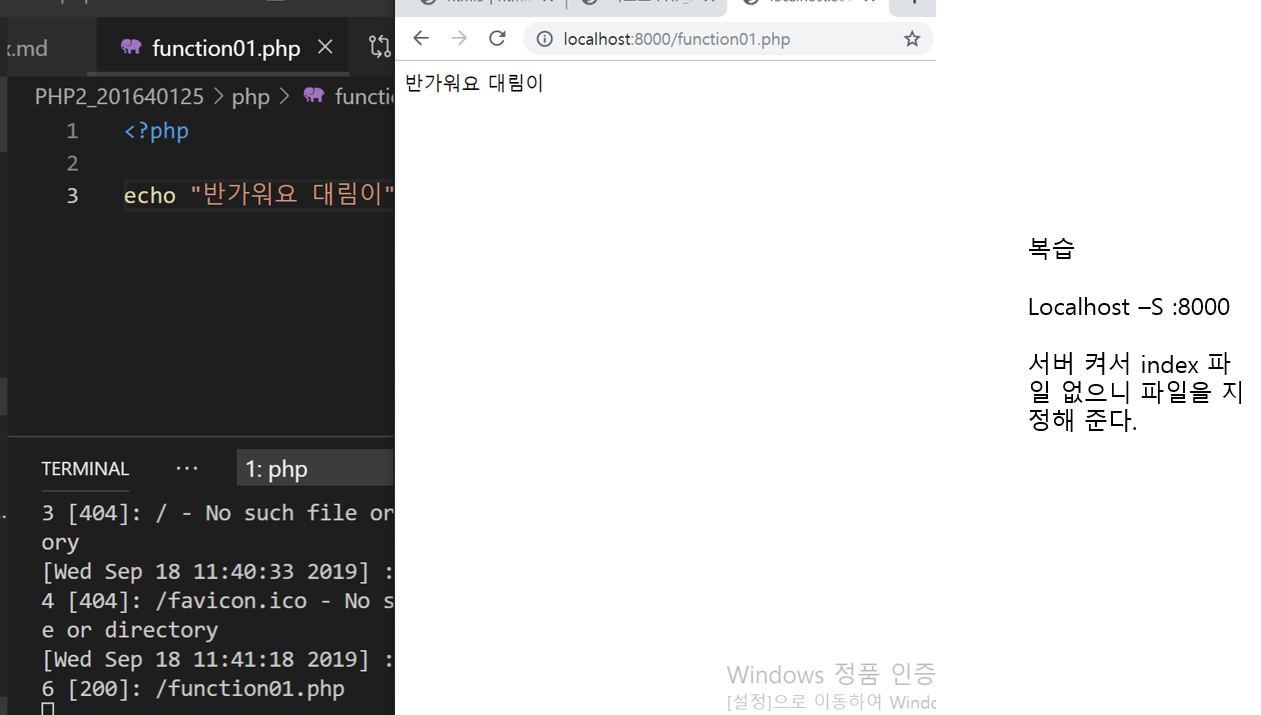 x.md
function01.php
PHP2_201640125 > php >
1 <?php
2
3 echo "반가워요 대림이"
TERMINAL
1: php
3 [404]: / - No such file or
ory
[Wed Sep 18 11:40:33 2019] :
4 [404]: /favicon.ico - No s
e or directory
[Wed Sep 18 11:41:18 2019] :
6 [200]: /function01.php
localhost:8000/function01.php
반가워요 대림이
Windows 정품 인증
[설정]으로 이동하여 Windo
복습
Localhost –S :8000
서버 켜서 index 파
일 없으니 파일을 지
정해 준다.